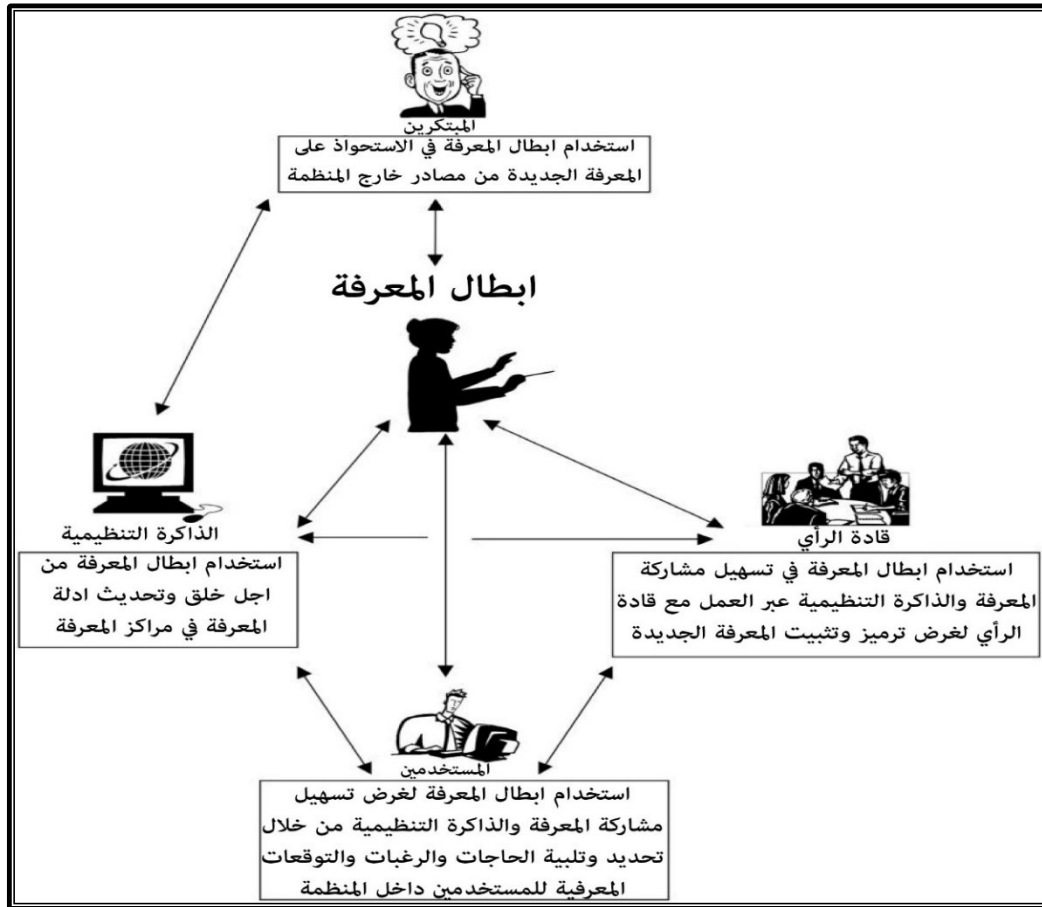 المبتكرين
استخدام ابطال المعرفة في الاستحواذ على
المعرفة الجديدة من مصادر خارج المنظمة
ابطال المعرفة
الذاكرة التنظيمية
استخدام ابطال المعرفة من
اجل خلق وتحديث ادلة
المعرفة في مراكز المعرفة
قادة الرأي
استخدام ابطال المعرفة في تسهيل مشاركة
المعرفة والذاكرة التنظيمية عبر العمل مع قادة
الرأي لغرض ترميز وتثبيت المعرفة الجديدة
المستخدمين
استخدام ابطال المعرفة لغرض تسهيل
مشاركة المعرفة والذاكرة التنظيمية من خلال
تحديد وتلبية الحاجات والرغبات والتوقعات
المعرفية للمستخدمين داخل المنظمة